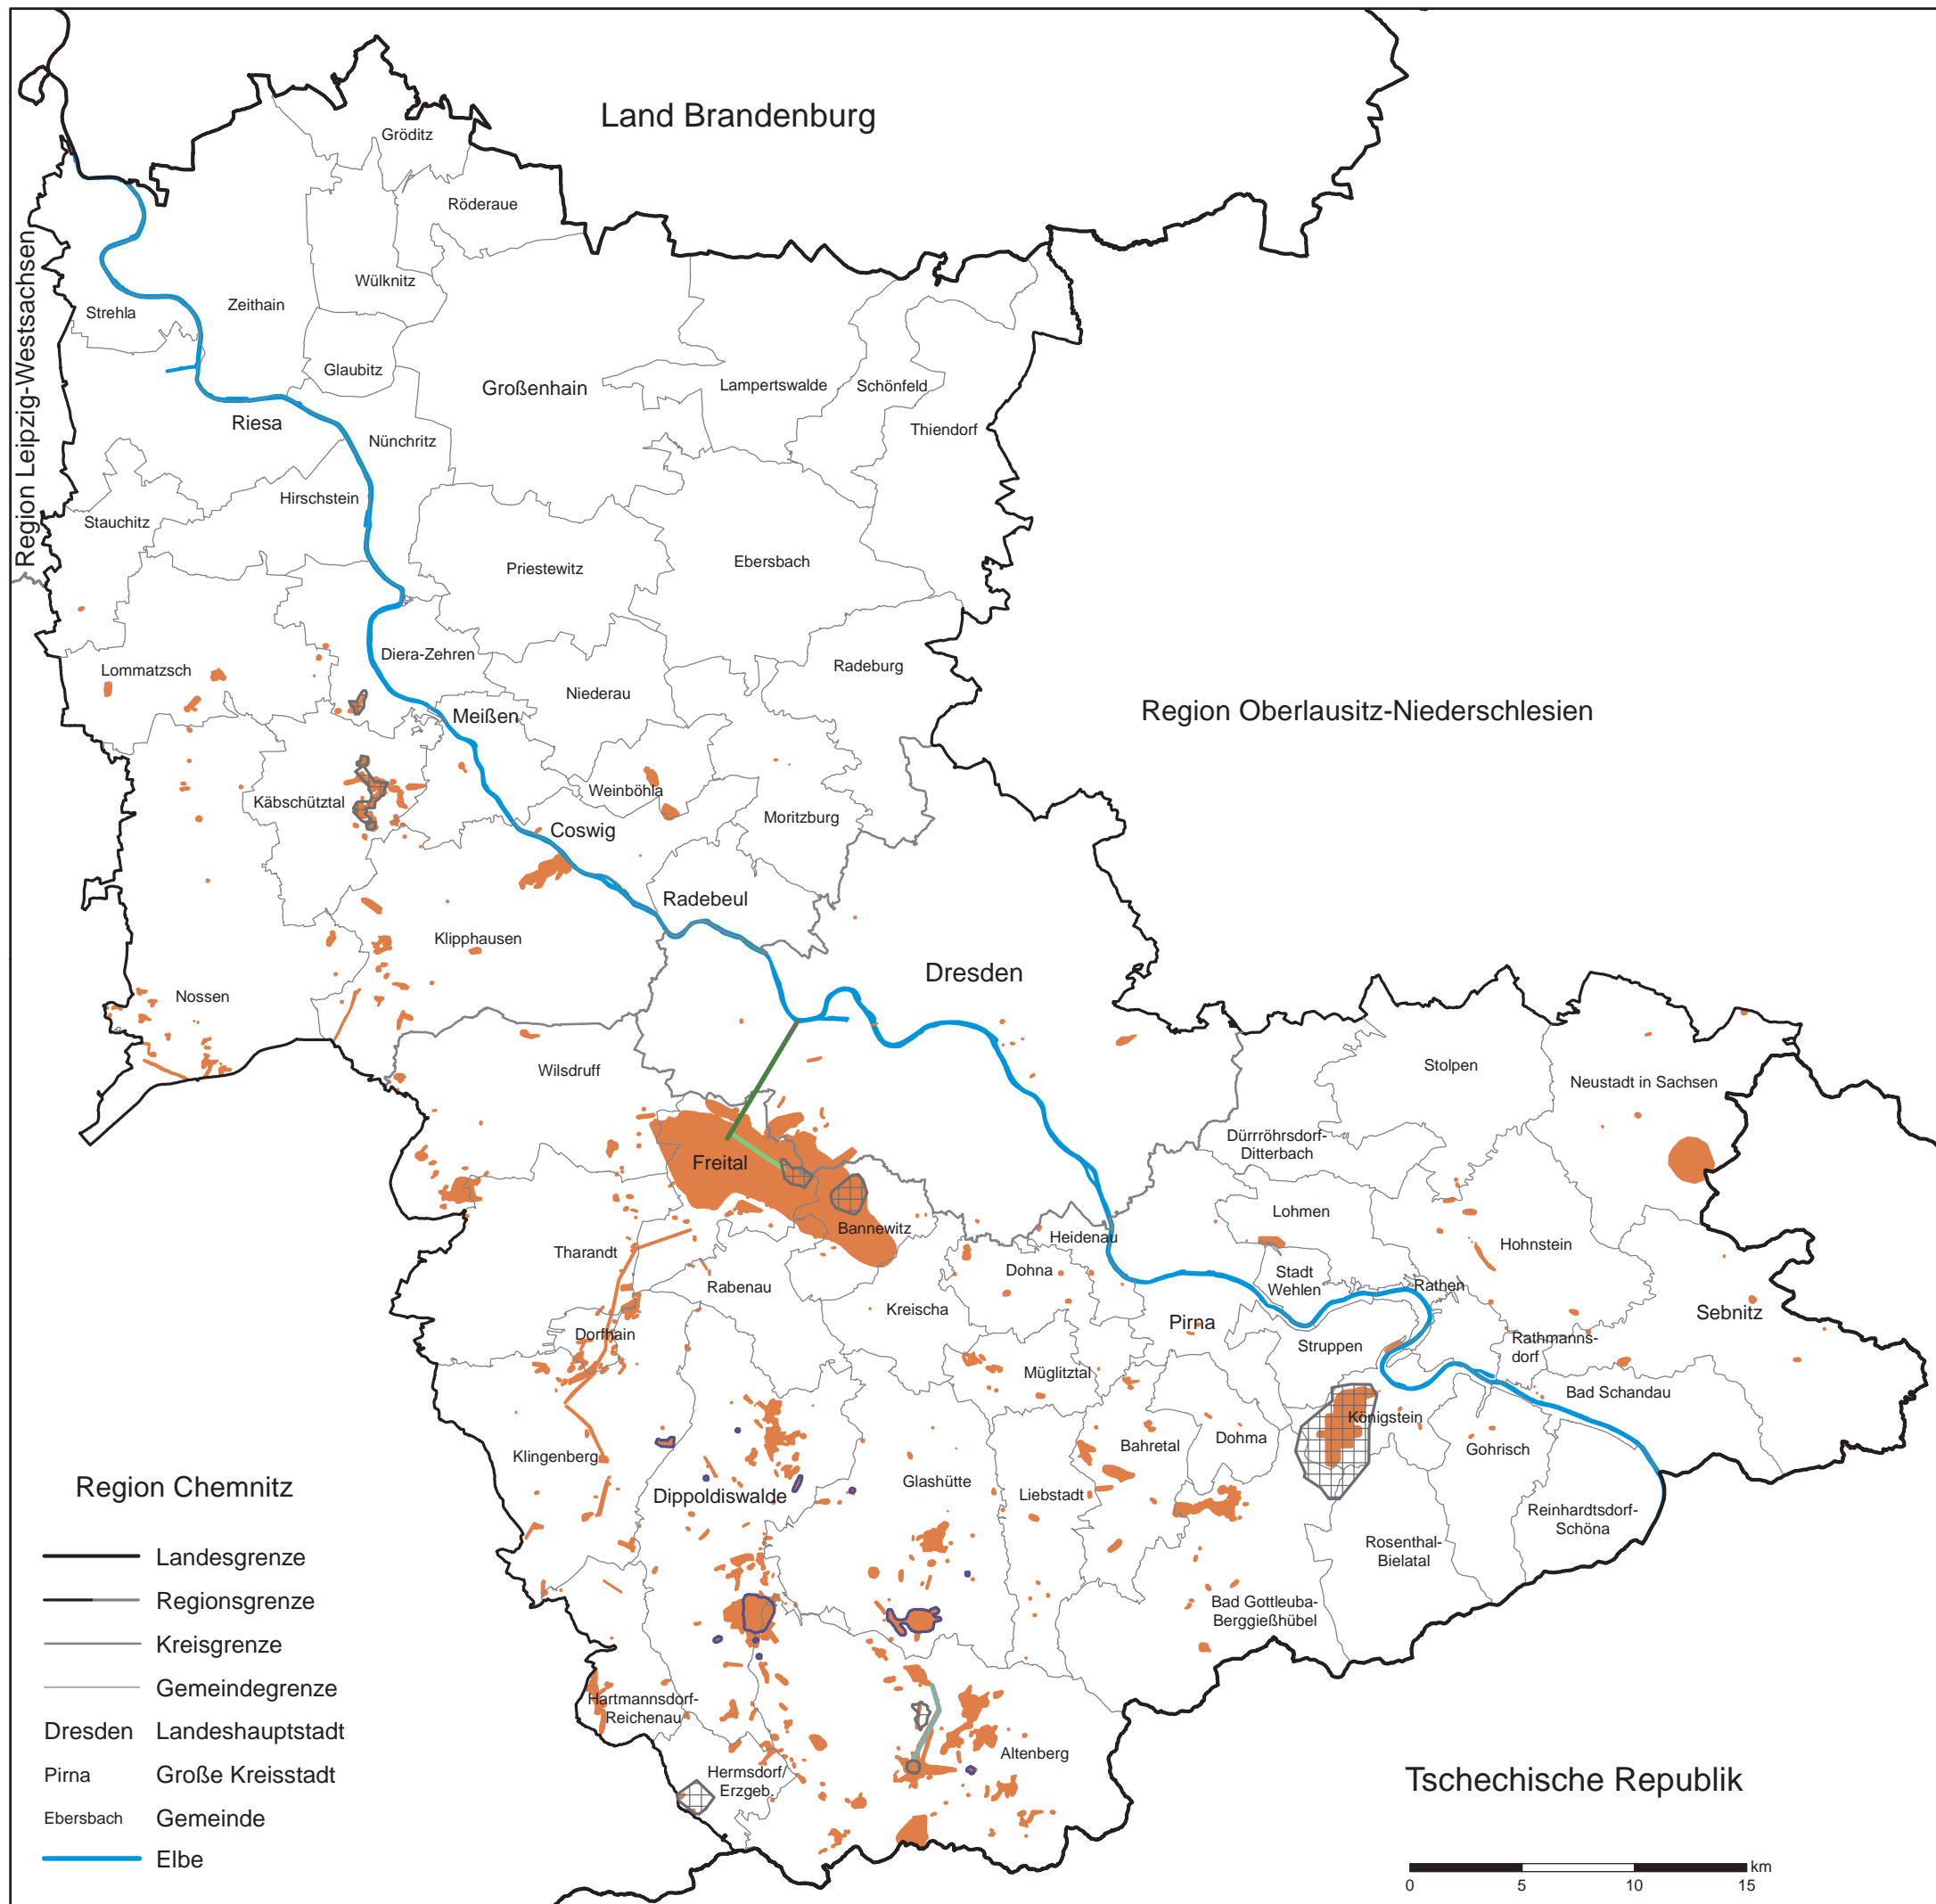 Land Brandenburg
Gröditz
Röderaue
Region Leipzig-Westsachsen
Wülknitz
Strehla
Zeithain
Glaubitz
Großenhain
Lampertswalde
Schönfeld
Riesa
Thiendorf
Nünchritz
Hirschstein
Stauchitz
Priestewitz
Ebersbach
Diera-Zehren
Lommatzsch
Radeburg
Niederau
Meißen
Region Oberlausitz-Niederschlesien
Weinböhla
Käbschütztal
Moritzburg
Coswig
Radebeul
Klipphausen
Dresden
Nossen
Wilsdruff
Stolpen
Neustadt in Sachsen
Dürrröhrsdorf-
Ditterbach
Freital
Lohmen
Bannewitz
Heidenau
Hohnstein
Tharandt
Dohna
Stadt
Wehlen
Rathen
Rabenau
Kreischa
Sebnitz
Pirna
Dorfhain
Struppen
Rathmanns-
dorf
Müglitztal
Bad Schandau
Königstein
Klingenberg
Bahretal
Dohma
Gohrisch
Glashütte
Dippoldiswalde
Liebstadt
Reinhardtsdorf-
Schöna
Rosenthal-
Bielatal
Bad Gottleuba-
Berggießhübel
Hartmannsdorf-
Reichenau
Altenberg
Hermsdorf/
Erzgeb.
Tschechische Republik
Region Chemnitz
Landesgrenze
Regionsgrenze
Kreisgrenze
Gemeindegrenze
Dresden Landeshauptstadt
Pirna Große Kreisstadt
Ebersbach Gemeinde
Elbe
km
0 5 10 15